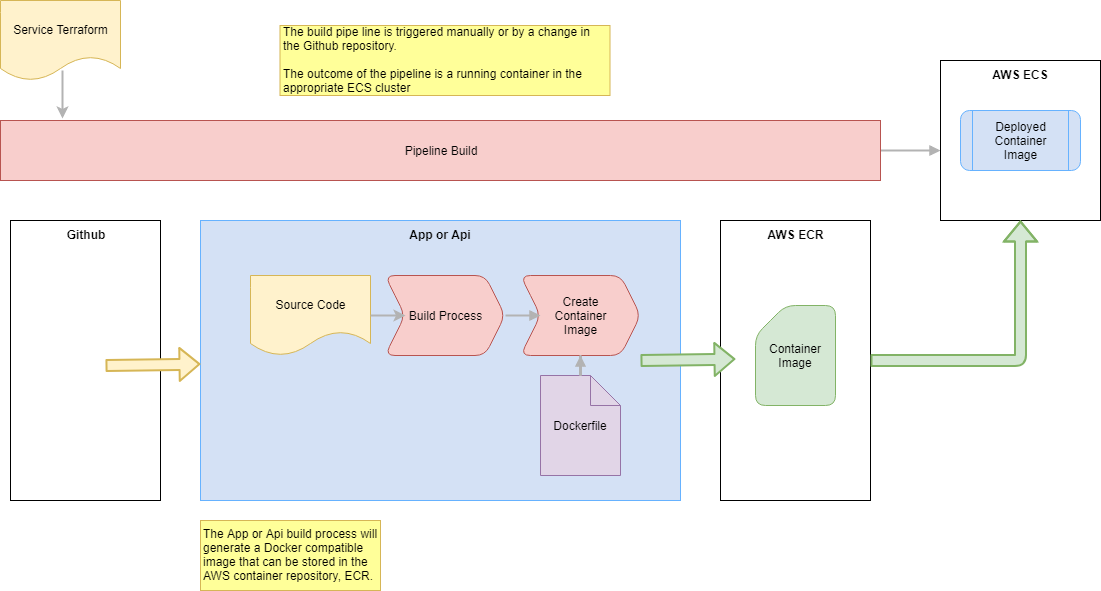 Service Terraform
The build pipe line is triggered manually or by a change in
the Github repository.
The outcome of the pipeline is a running container in the
appropriate ECS cluster
AWS ECS
Deployed
Container
Image
Pipeline Build
Github
App or Api
AWS ECR
Source Code
Build Process
Create
Container
Image
Container
Image
Dockerfile
The App or Api build process will
generate a Docker compatible
image that can be stored in the
AWS container repository, ECR.